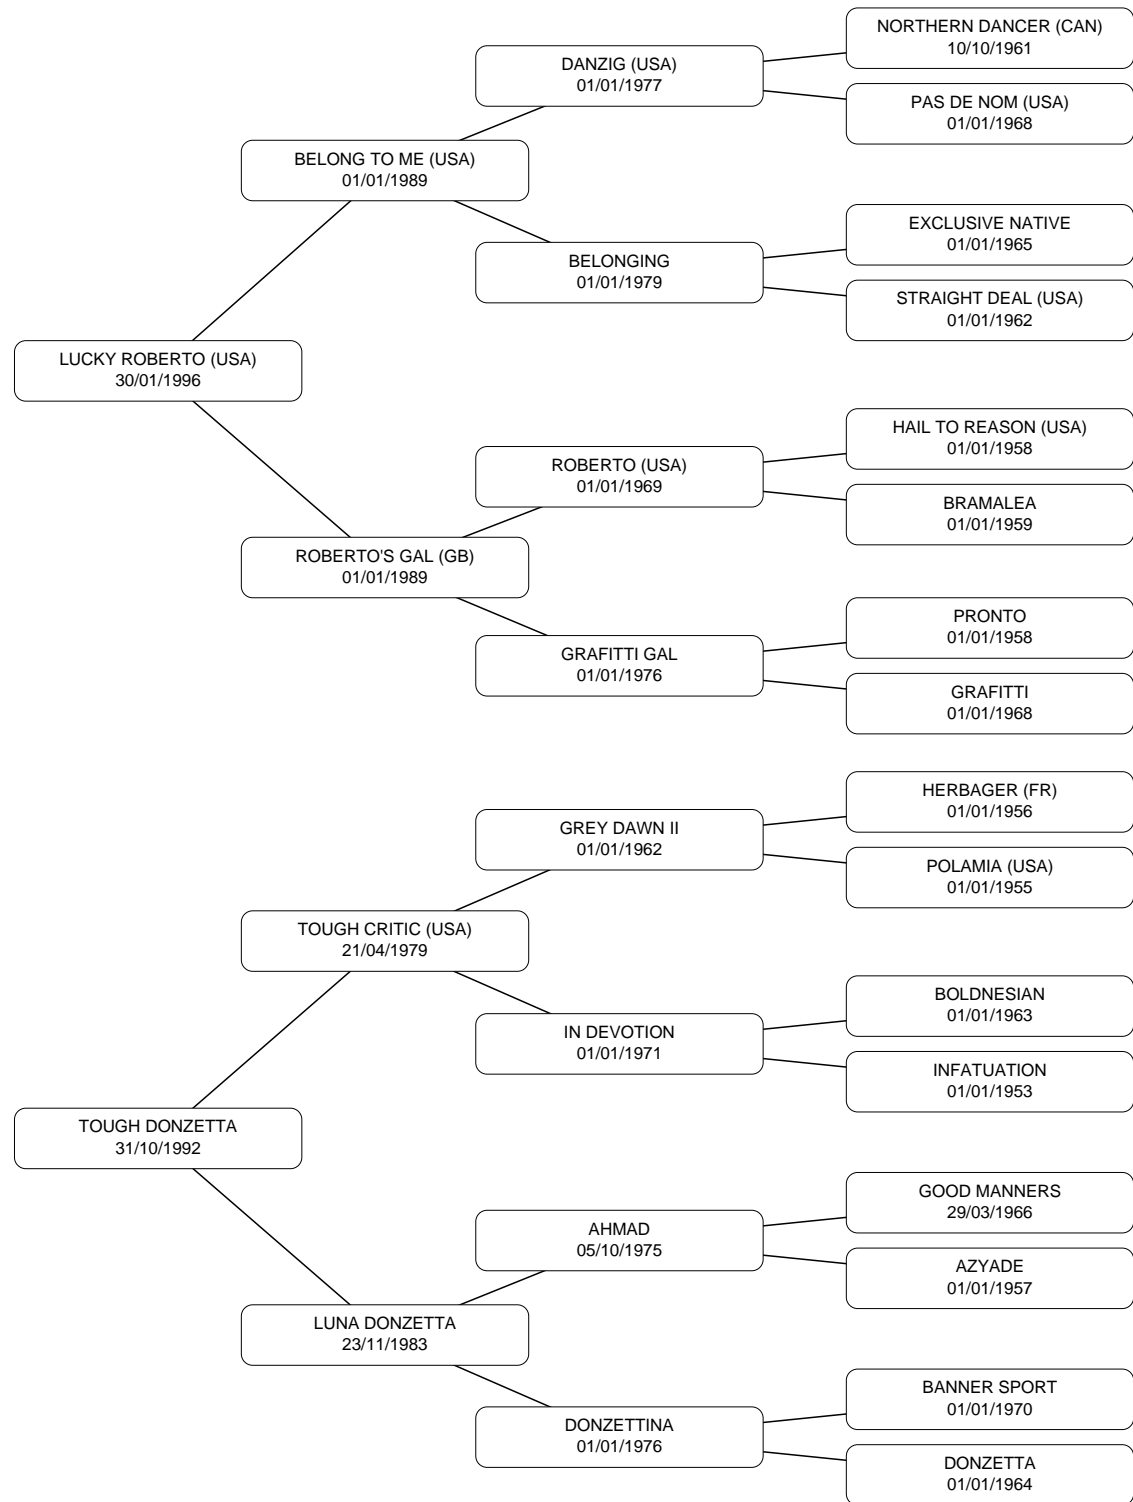 NORTHERN DANCER (CAN)
10/10/1961
DANZIG (USA)
01/01/1977
PAS DE NOM (USA)
01/01/1968
BELONG TO ME (USA)
01/01/1989
EXCLUSIVE NATIVE
01/01/1965
BELONGING
01/01/1979
STRAIGHT DEAL (USA)
01/01/1962
LUCKY ROBERTO (USA)
30/01/1996
HAIL TO REASON (USA)
01/01/1958
ROBERTO (USA)
01/01/1969
BRAMALEA
01/01/1959
ROBERTO'S GAL (GB)
01/01/1989
PRONTO
01/01/1958
GRAFITTI GAL
01/01/1976
GRAFITTI
01/01/1968
HERBAGER (FR)
01/01/1956
GREY DAWN II
01/01/1962
POLAMIA (USA)
01/01/1955
TOUGH CRITIC (USA)
21/04/1979
BOLDNESIAN
01/01/1963
IN DEVOTION
01/01/1971
INFATUATION
01/01/1953
TOUGH DONZETTA
31/10/1992
GOOD MANNERS
29/03/1966
AHMAD
05/10/1975
AZYADE
01/01/1957
LUNA DONZETTA
23/11/1983
BANNER SPORT
01/01/1970
DONZETTINA
01/01/1976
DONZETTA
01/01/1964